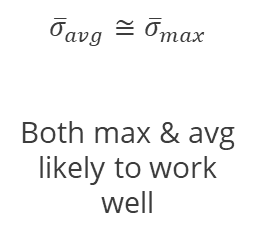 σ̄avg ≅ σ̄max
Both max & avg
likely to work
well